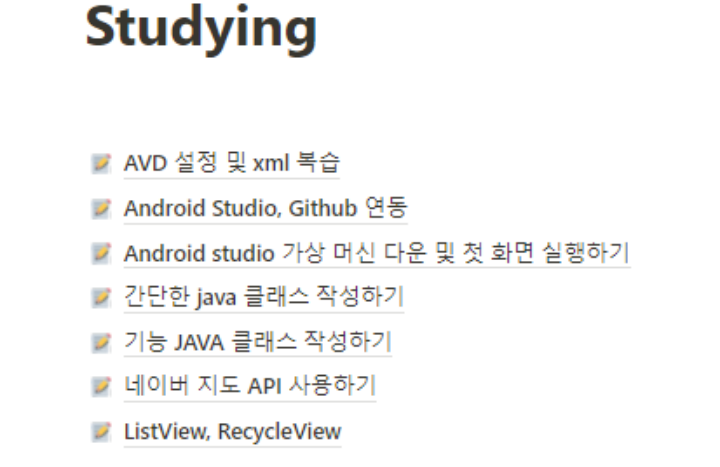 Studying
AVD 설정 및 xml 복습
Android Studio, Github 연동
Android studio 가상 머신 다운 및 첫 화면 실행하기
간단한 java 클래스 작성하기
기능 JAVA 클래스 작성하기
네이버 지도 API 사용하기
ListView, RecycleView